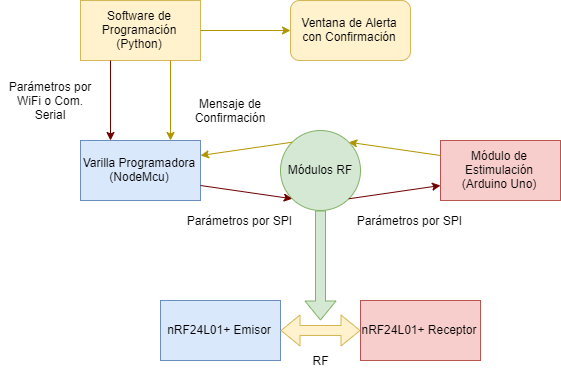 Software de
Programación
(Python)
Ventana de Alerta
con Confirmación
Parámetros por
WiFi o Com.
Serial
Mensaje de
Confirmación
Varilla Programadora
(NodeMcu)
Módulos RF
Módulo de
Estimulación
(Arduino Uno)
Parámetros por SPI
Parámetros por SPI
nRF24L01+ Emisor
nRF24L01+ Receptor
RF